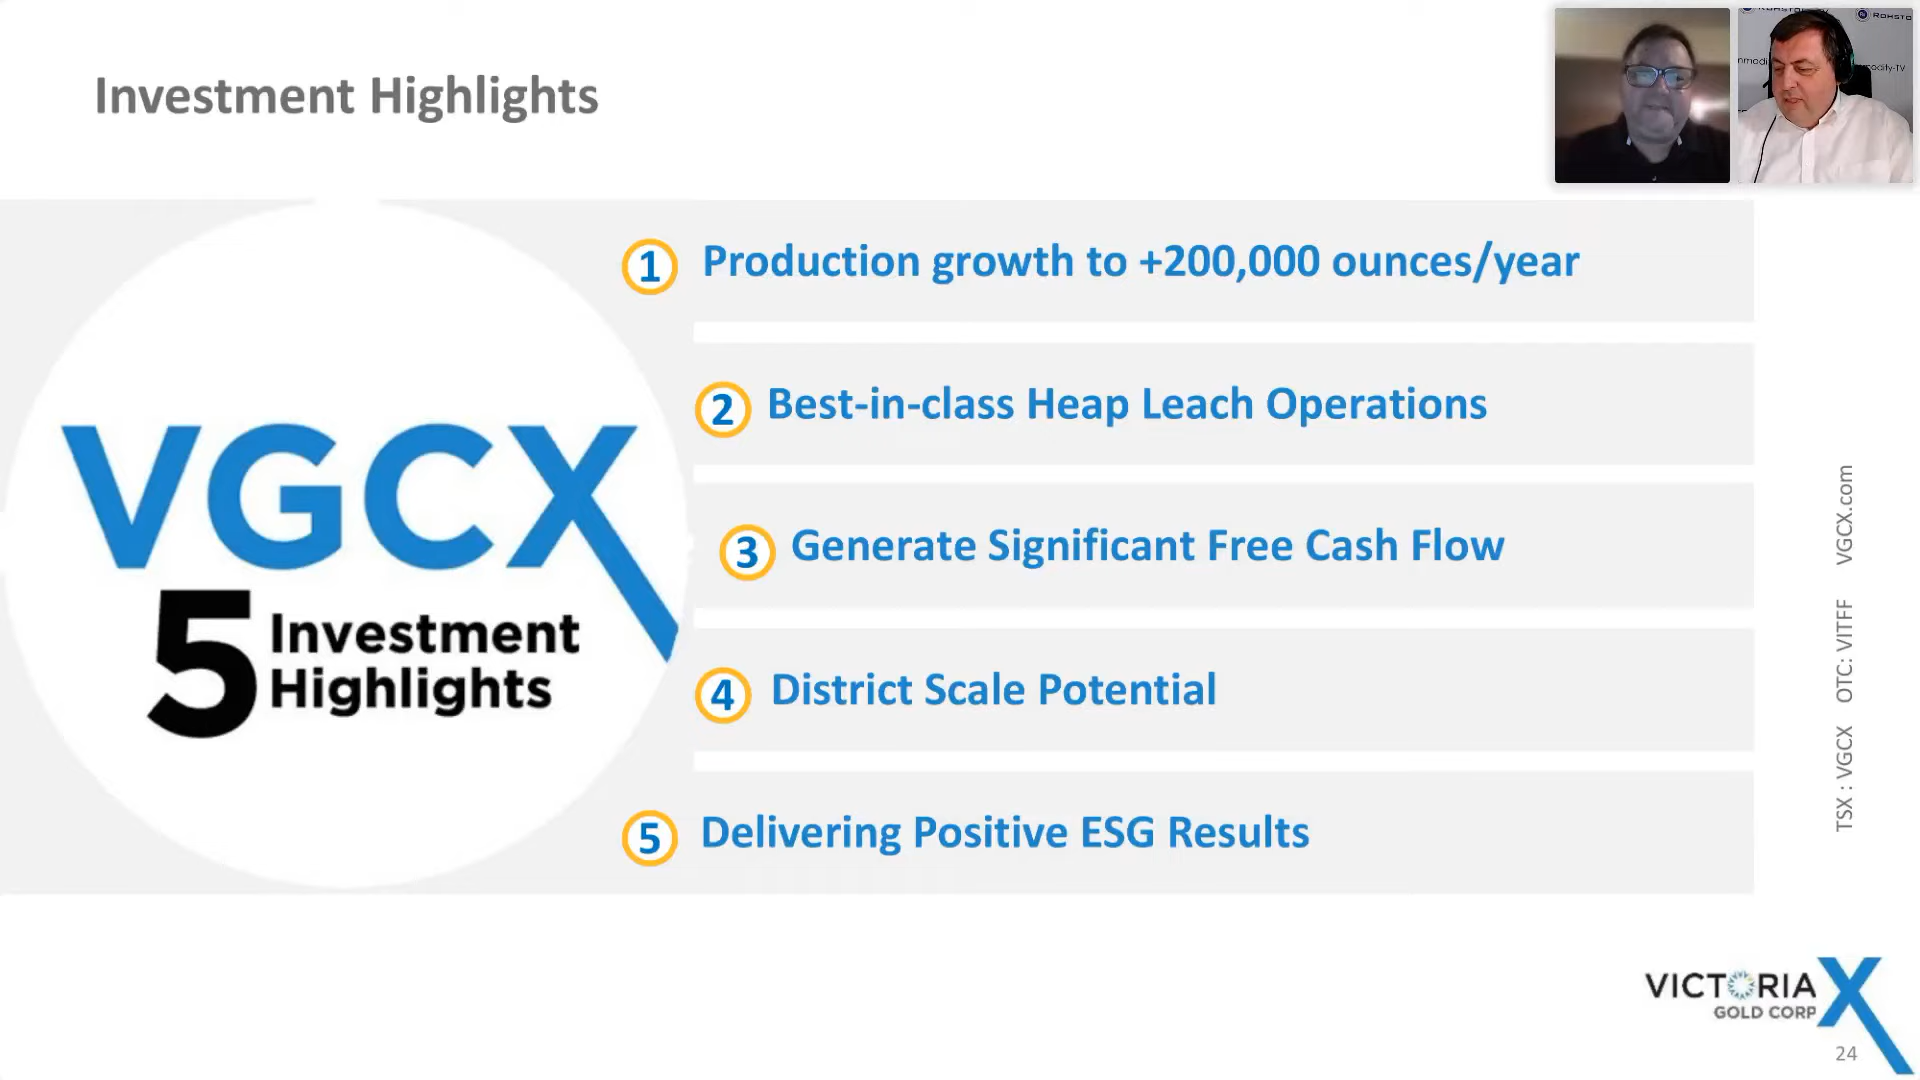 Investment Highlights
1 Production growth to +200,000 ounces/year
2 Best-in-class Heap Leach Operations
3 Generate Significant Free Cash Flow
4 District Scale Potential
5 Delivering Positive ESG Results
VGCX
5 Investment
Highlights
TSX : VGCX OTC: VITFF VGCX.com
VICTORIA X
GOLD CORP
24